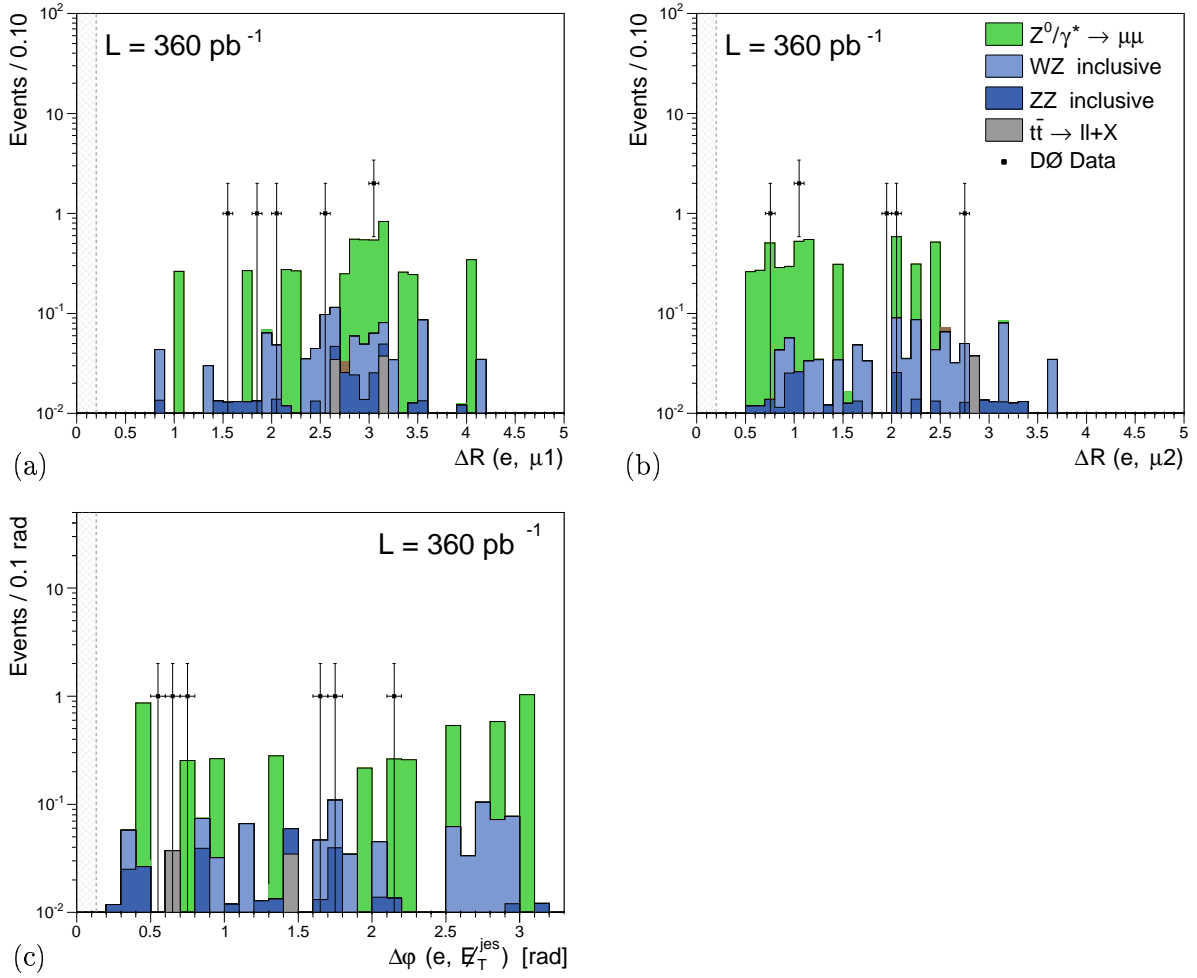 Events / 0.10
10²
10
1
10⁻¹
10⁻²
L = 360 pb⁻¹
0 0.5 1 1.5 2 2.5 3 3.5 4 4.5 5
ΔR (e, μ1)
(a)
Events / 0.10
10²
10
1
10⁻¹
10⁻²
L = 360 pb⁻¹
Z⁰/γ* → μμ
WZ inclusive
ZZ inclusive
tt̄ → ll+X
DØ Data
0 0.5 1 1.5 2 2.5 3 3.5 4 4.5 5
ΔR (e, μ2)
(b)
Events / 0.1 rad
10
1
10⁻¹
10⁻²
L = 360 pb⁻¹
0 0.5 1 1.5 2 2.5 3
Δφ (e, E̸_T^jes) [rad]
(c)